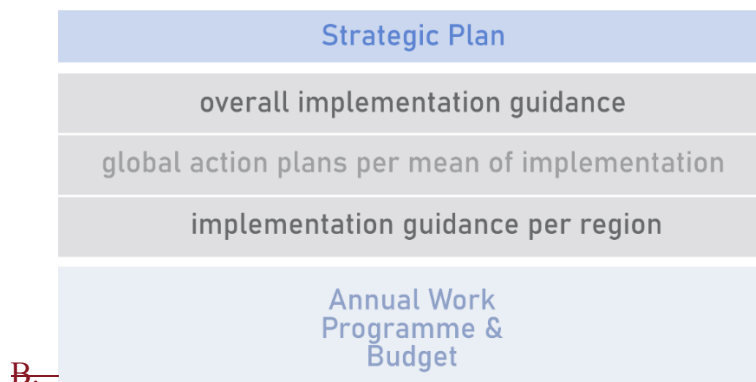 Strategic Plan
overall implementation guidance
global action plans per mean of implementation
implementation guidance per region
Annual Work
Programme &
Budget
B.